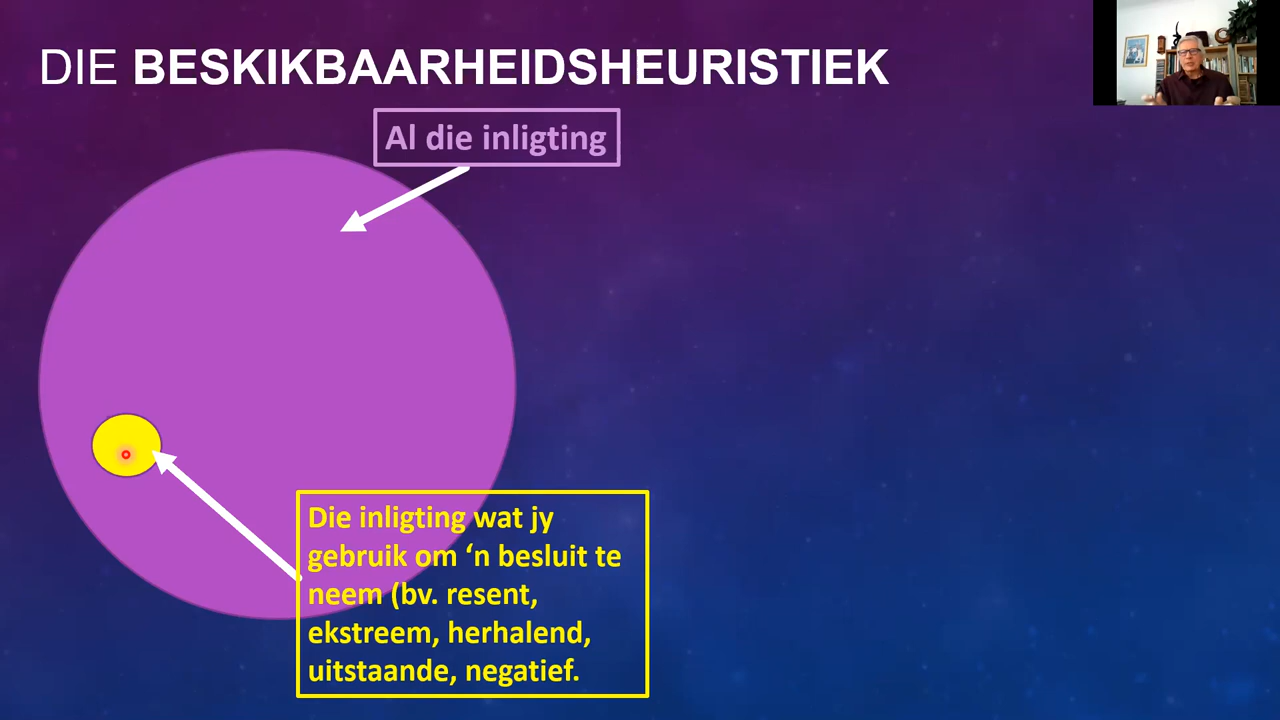 DIE BESKIKBAARHEIDSHEURISTIEK
Al die inligting
Die inligting wat jy
gebruik om ‘n besluit te
neem (bv. resent,
ekstreem, herhalend,
uitstaande, negatief.